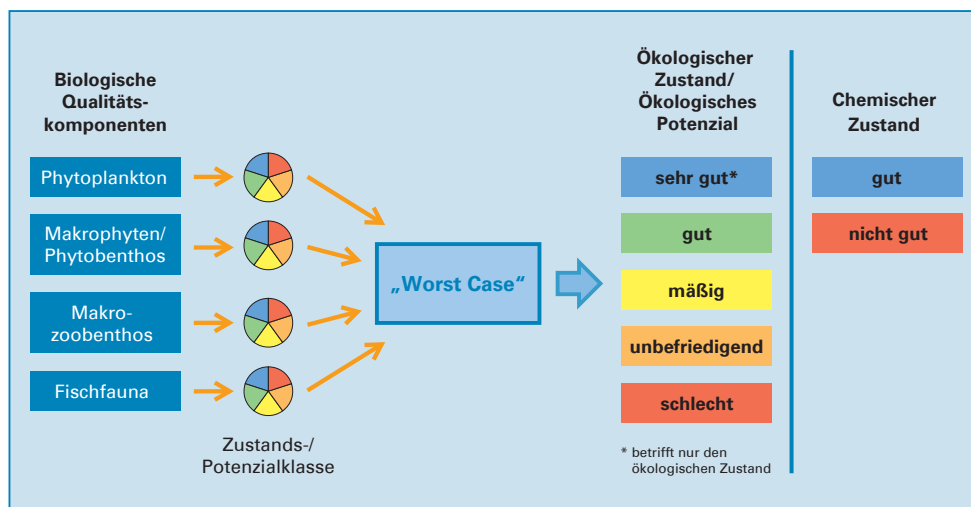 Biologische
Qualitäts-
komponenten
Phytoplankton
Makrophyten/
Phytobenthos
Makro-
zoobenthos
Fischfauna
Zustands-/
Potenzialklasse
„Worst Case“
Ökologischer
Zustand/
Ökologisches
Potenzial
sehr gut*
gut
mäßig
unbefriedigend
schlecht
* betrifft nur den
ökologischen Zustand
Chemischer
Zustand
gut
nicht gut